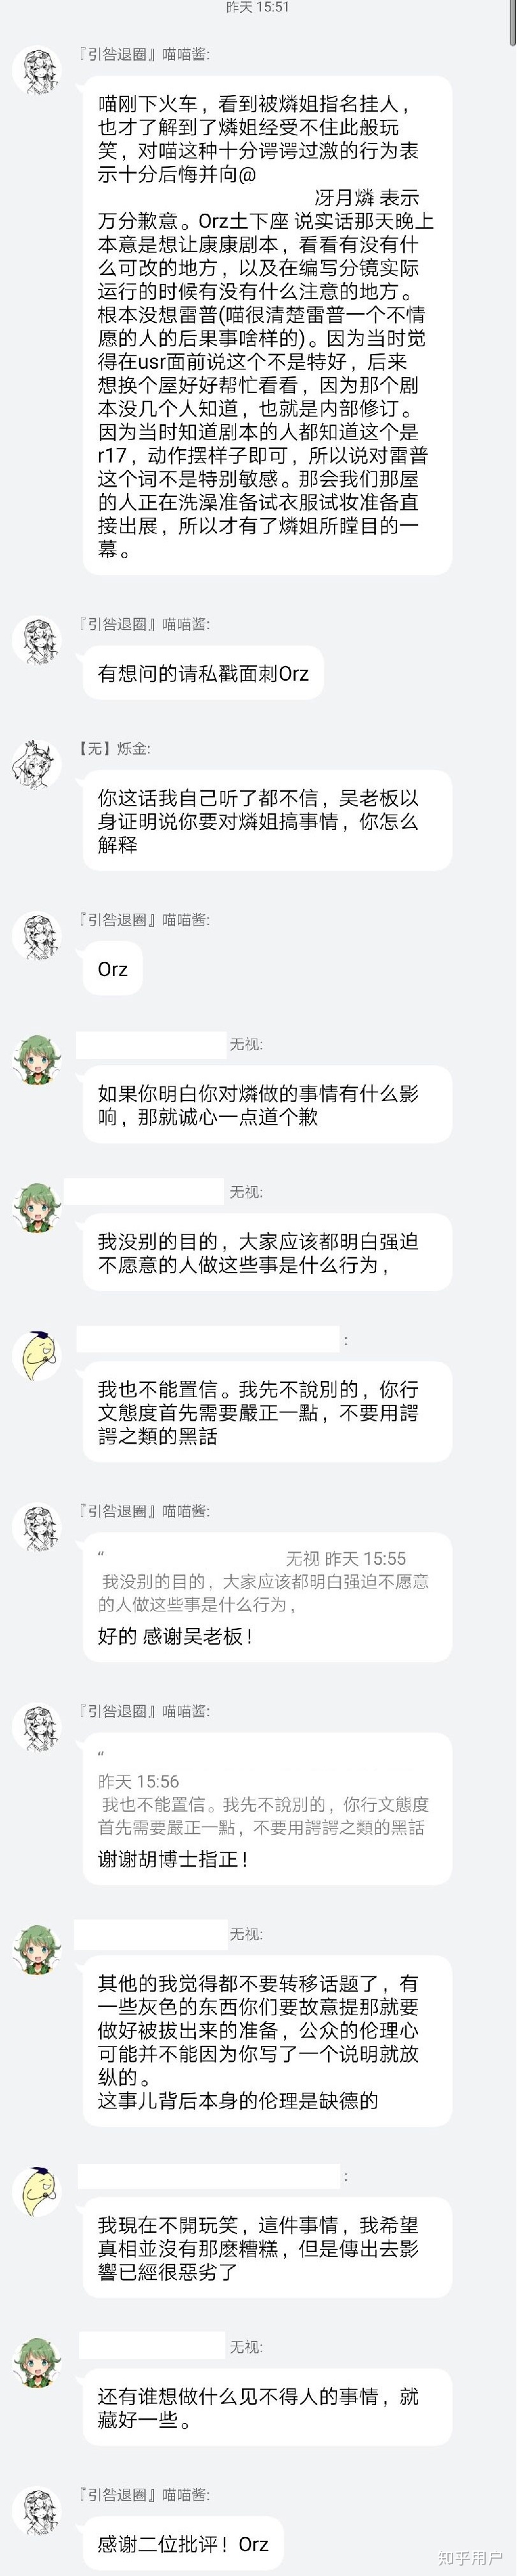 昨天 15:51
『引咎退圈』喵喵酱:
喵刚下火车，看到被燐姐指名挂人，
也才了解到了燐姐经受不住此般玩
笑，对喵这种十分谔谔过激的行为表
示十分后悔并向@
冴月燐 表示
万分歉意。Orz土下座 说实话那天晚上
本意是想让康康剧本，看看有没有什
么可改的地方，以及在编写分镜实际
运行的时候有没有什么注意的地方。
根本没想雷普(喵很清楚雷普一个不情
愿的人的后果事啥样的)。因为当时觉
得在usr面前说这个不是特好，后来
想换个屋好好帮忙看看，因为那个剧
本没几个人知道，也就是内部修订。
因为当时知道剧本的人都知道这个是
r17，动作摆样子即可，所以说对雷普
这个词不是特别敏感。那会我们那屋
的人正在洗澡准备试衣服试妆准备直
接出展，所以才有了燐姐所瞠目的一
幕。
『引咎退圈』喵喵酱:
有想问的请私戳面刺Orz
【无】烁金:
你这话我自己听了都不信，吴老板以
身证明说你要对燐姐搞事情，你怎么
解释
『引咎退圈』喵喵酱:
Orz
无视:
如果你明白你对燐做的事情有什么影
响，那就诚心一点道个歉
无视:
我没别的目的，大家应该都明白强迫
不愿意的人做这些事是什么行为，
:
我也不能置信。我先不說別的，你行
文態度首先需要嚴正一點，不要用諤
諤之類的黑話
『引咎退圈』喵喵酱:
“
无视 昨天 15:55
我没别的目的，大家应该都明白强迫不愿意
的人做这些事是什么行为，
好的 感谢吴老板！
『引咎退圈』喵喵酱:
“
昨天 15:56
我也不能置信。我先不說別的，你行文態度
首先需要嚴正一點，不要用諤諤之類的黑話
谢谢胡博士指正！
无视:
其他的我觉得都不要转移话题了，有
一些灰色的东西你们要故意提那就要
做好被拔出来的准备，公众的伦理心
可能并不能因为你写了一个说明就放
纵的。
这事儿背后本身的伦理是缺德的
:
我現在不開玩笑，這件事情，我希望
真相並沒有那麽糟糕，但是傳出去影
響已經很惡劣了
无视:
还有谁想做什么见不得人的事情，就
藏好一些。
『引咎退圈』喵喵酱:
感谢二位批评！Orz
知乎用户